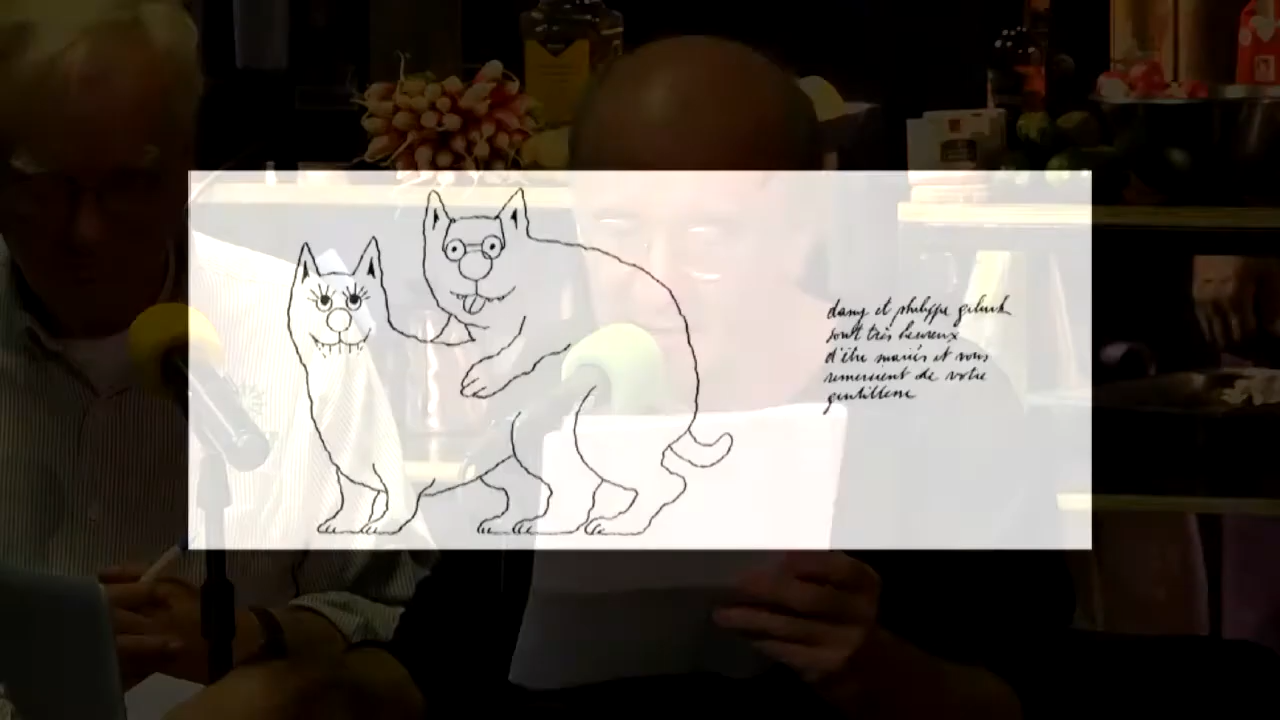 dany et philippe geluck
sont très heureux
d'être mariés et vous
remercient de votre
gentillesse